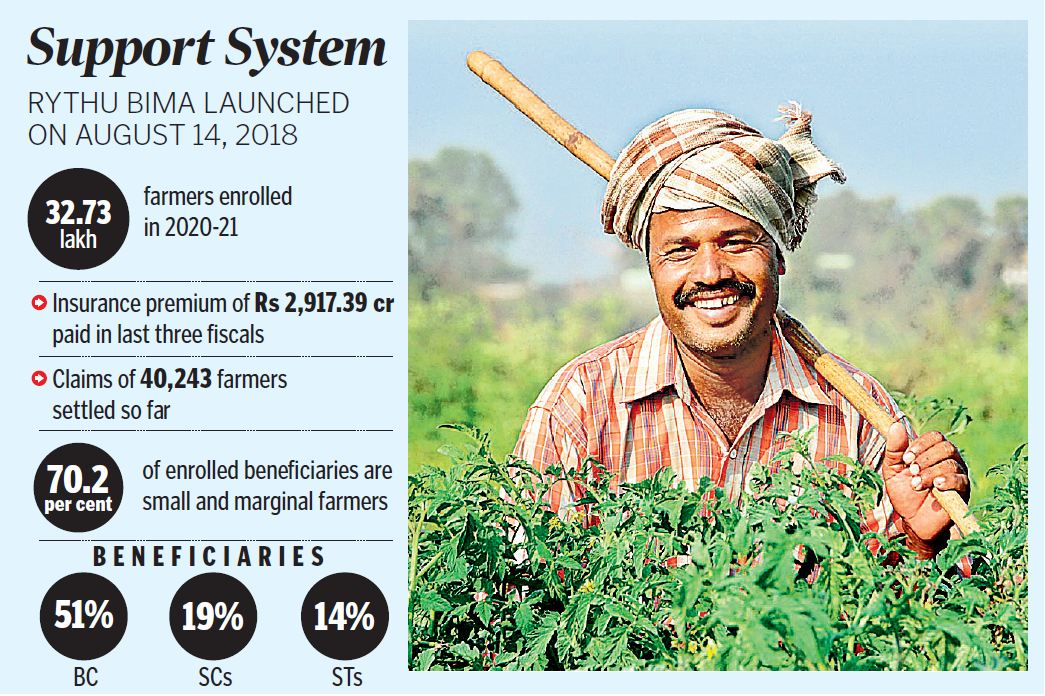 Support System
RYTHU BIMA LAUNCHED
ON AUGUST 14, 2018
32.73
lakh
farmers enrolled
in 2020-21
Insurance premium of Rs 2,917.39 cr
paid in last three fiscals
Claims of 40,243 farmers
settled so far
70.2
per cent
of enrolled beneficiaries are
small and marginal farmers
BENEFICIARIES
51% 19% 14%
BC SCs STs